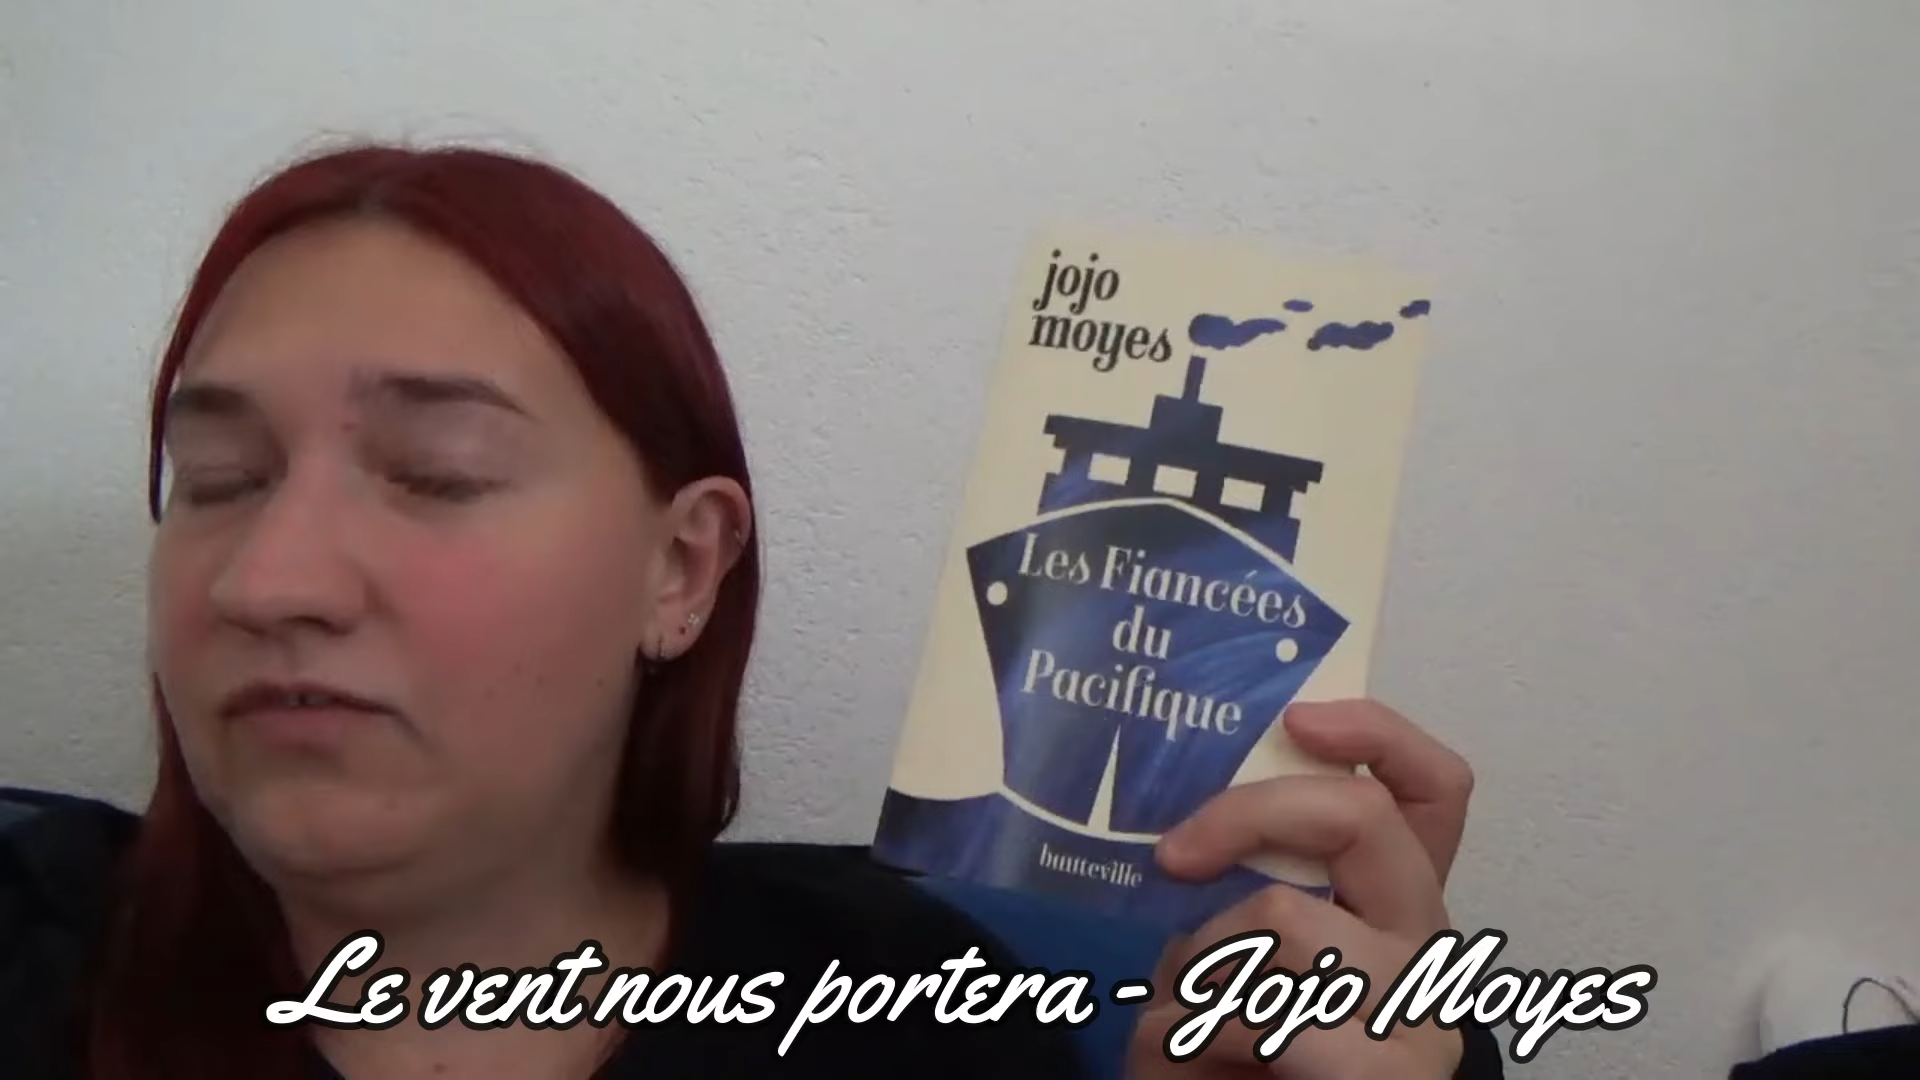 jojo
moyes
Les Fiancées
du
Pacifique
hauteville
Le vent nous portera - Jojo Moyes